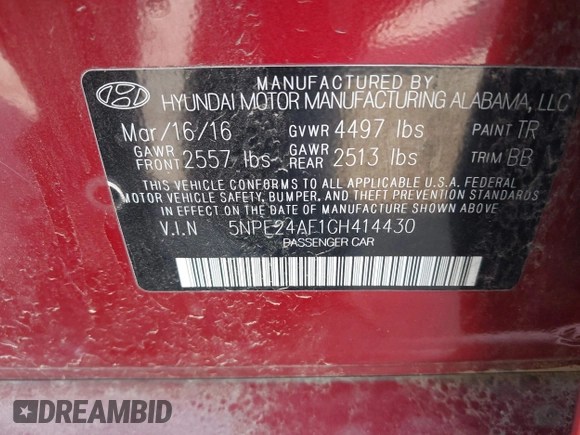 MANUFACTURED BY
HYUNDAI MOTOR MANUFACTURING ALABAMA, LLC
Mar/16/16 GVWR 4497 lbs PAINT TR
GAWR FRONT 2557 lbs GAWR REAR 2513 lbs TRIM BB
THIS VEHICLE CONFORMS TO ALL APPLICABLE U.S.A. FEDERAL
MOTOR VEHICLE SAFETY, BUMPER, AND THEFT PREVENTION
STANDARDS IN EFFECT ON THE DATE OF MANUFACTURE SHOWN ABOVE.
V.I.N 5NPE24AF1GH414430
PASSENGER CAR
DREAMBID